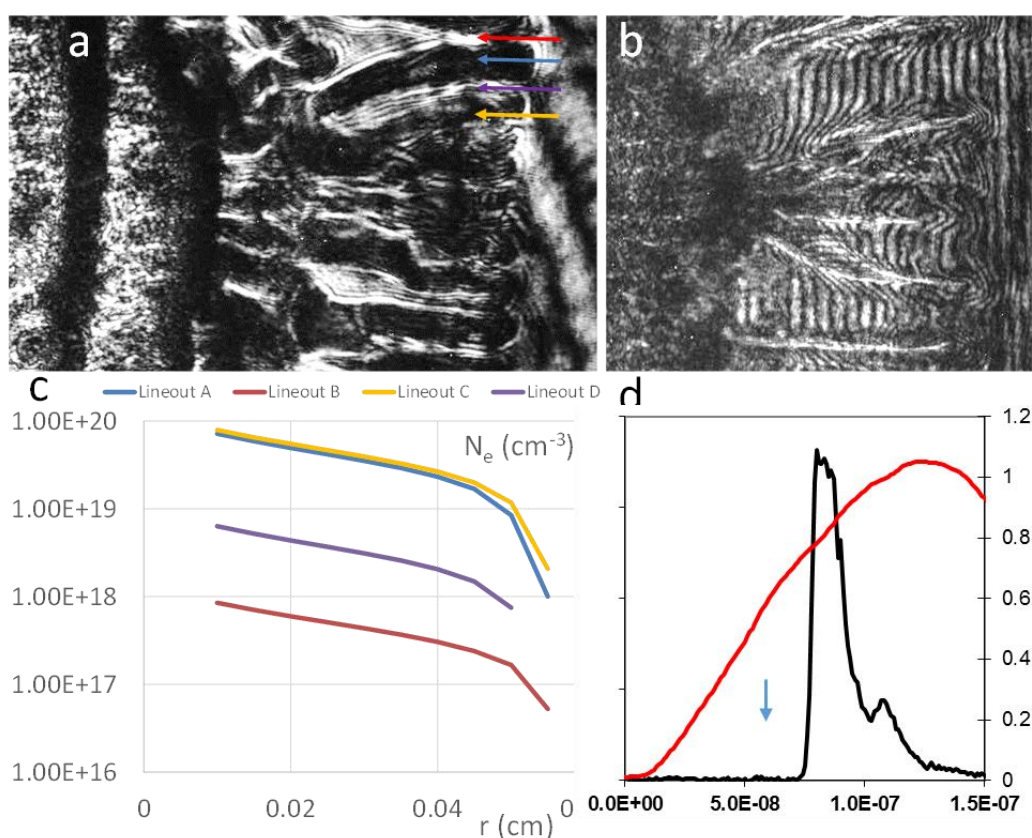 a
b
c
Lineout A Lineout B Lineout C Lineout D
1.00E+20
1.00E+19
1.00E+18
1.00E+17
1.00E+16
Nₑ (cm⁻³)
0 0.02 0.04 0
r (cm)
d
1.2
1
0.8
0.6
0.4
0.2
0
0.0E+00 5.0E-08 1.0E-07 1.5E-07